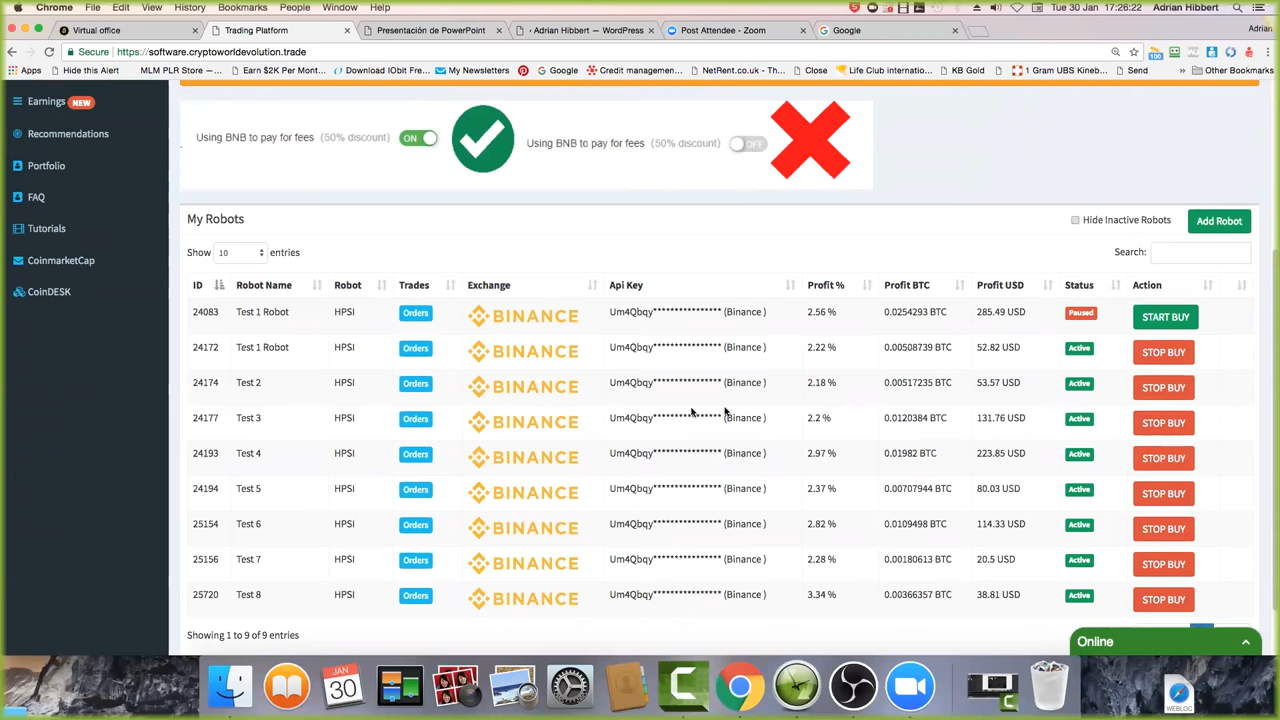 Chrome File Edit View History Bookmarks People Window Help Tue 30 Jan 17:26:22 Adrian Hibbert
Virtual office Trading Platform Presentación de PowerPoint ‹ Adrian Hibbert — WordPress Post Attendee - Zoom Google Adrian
Secure https://software.cryptoworldevolution.trade
Apps Hide this Alert MLM PLR Store —... Earn $2K Per Mont... Download IObit Fre... My Newsletters Google Credit managemen... NetRent.co.uk - Th... Close Life Club internatio... KB Gold 1 Gram UBS Kineb... Send » Other Bookmarks
Earnings NEW
Recommendations
Portfolio
FAQ
Tutorials
CoinmarketCap
CoinDESK
Using BNB to pay for fees (50% discount) ON Using BNB to pay for fees (50% discount) OFF
My Robots Hide Inactive Robots Add Robot
Show 10 entries Search:
ID Robot Name Robot Trades Exchange Api Key Profit % Profit BTC Profit USD Status Action
24083 Test 1 Robot HPSI Orders BINANCE Um4Qbqy**************** (Binance ) 2.56 % 0.0254293 BTC 285.49 USD Paused START BUY
24172 Test 1 Robot HPSI Orders BINANCE Um4Qbqy**************** (Binance ) 2.22 % 0.00508739 BTC 52.82 USD Active STOP BUY
24174 Test 2 HPSI Orders BINANCE Um4Qbqy**************** (Binance ) 2.18 % 0.00517235 BTC 53.57 USD Active STOP BUY
24177 Test 3 HPSI Orders BINANCE Um4Qbqy**************** (Binance ) 2.2 % 0.0120384 BTC 131.76 USD Active STOP BUY
24193 Test 4 HPSI Orders BINANCE Um4Qbqy**************** (Binance ) 2.97 % 0.01982 BTC 223.85 USD Active STOP BUY
24194 Test 5 HPSI Orders BINANCE Um4Qbqy**************** (Binance ) 2.37 % 0.00707944 BTC 80.03 USD Active STOP BUY
25154 Test 6 HPSI Orders BINANCE Um4Qbqy**************** (Binance ) 2.82 % 0.0109498 BTC 114.33 USD Active STOP BUY
25156 Test 7 HPSI Orders BINANCE Um4Qbqy**************** (Binance ) 2.28 % 0.00180613 BTC 20.5 USD Active STOP BUY
25720 Test 8 HPSI Orders BINANCE Um4Qbqy**************** (Binance ) 3.34 % 0.00366357 BTC 38.81 USD Active STOP BUY
Showing 1 to 9 of 9 entries
Online
JAN
30
WEBLOC